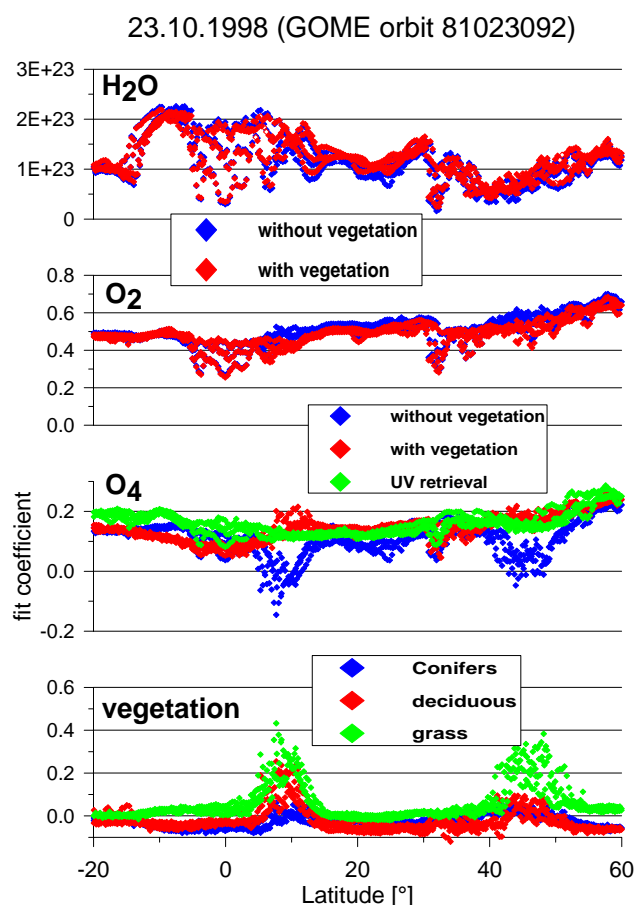 23.10.1998 (GOME orbit 81023092)
3E+23
H2O
2E+23
1E+23
0
without vegetation
with vegetation
0.8
O2
0.6
0.4
0.2
0.0
without vegetation
with vegetation
UV retrieval
O4
0.2
0.0
-0.2
fit coefficient
Conifers
deciduous
grass
0.6
vegetation
0.4
0.2
0.0
-20 0 20 40 60
Latitude [°]